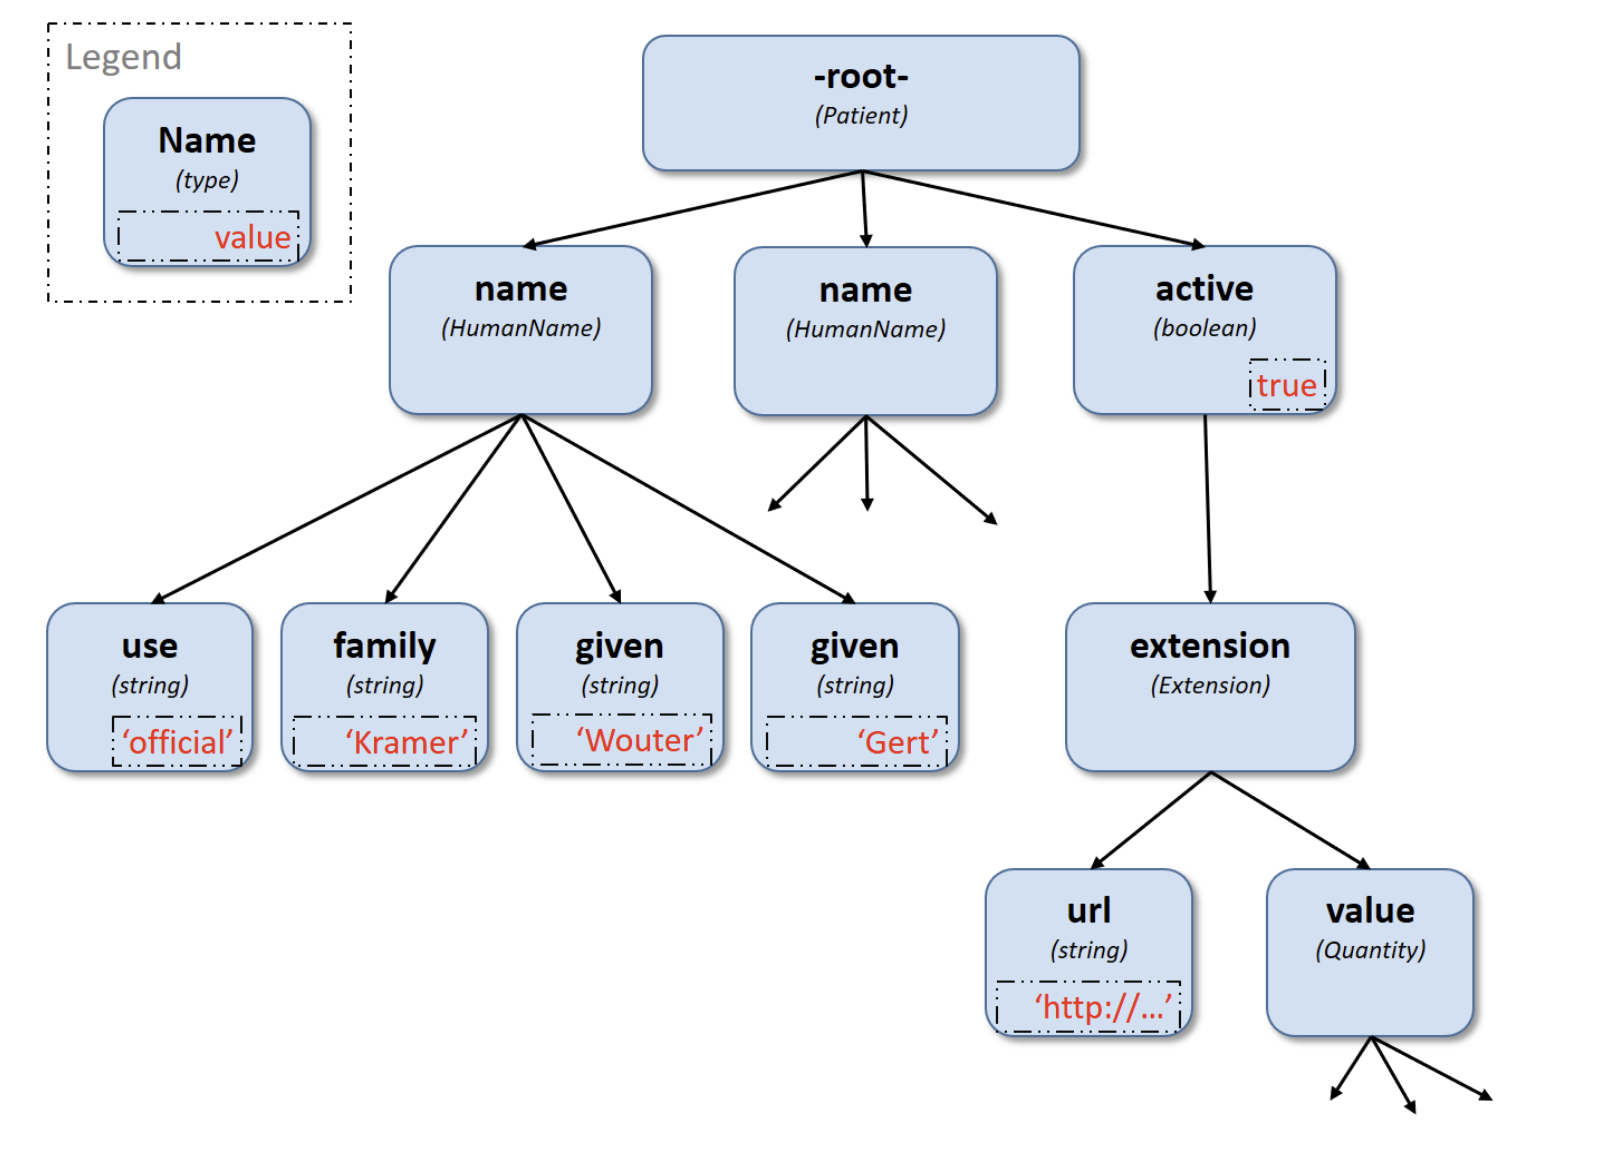 Legend
Name
(type)
value
-root-
(Patient)
name
(HumanName)
name
(HumanName)
active
(boolean)
true
use
(string)
‘official’
family
(string)
‘Kramer’
given
(string)
‘Wouter’
given
(string)
‘Gert’
extension
(Extension)
url
(string)
‘http://...’
value
(Quantity)